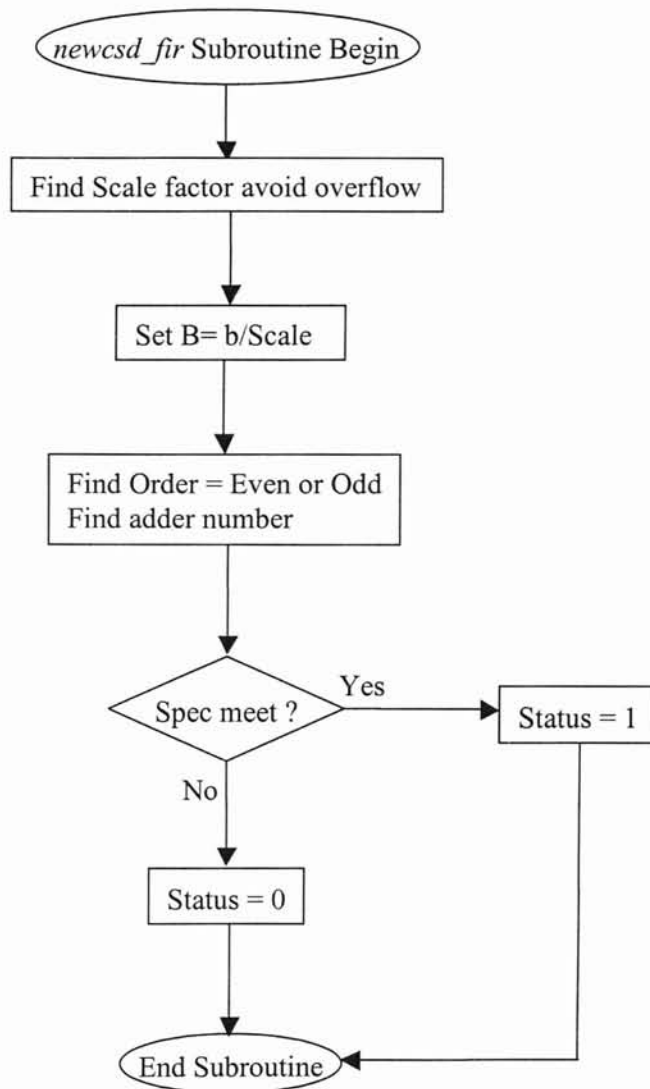 newcsd_fir Subroutine Begin
Find Scale factor avoid overflow
Set B= b/Scale
Find Order = Even or Odd
Find adder number
Spec meet ?
Yes
Status = 1
No
Status = 0
End Subroutine